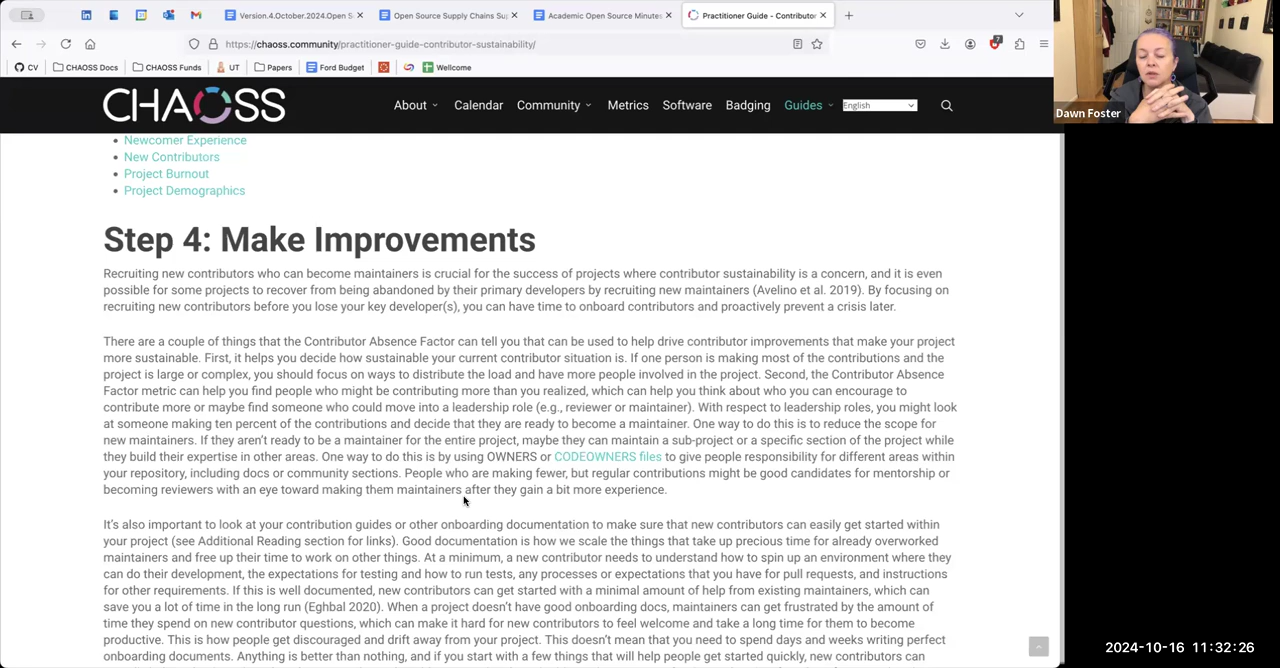 Version.4.October.2024.Open S
Open Source Supply Chains Su
Academic Open Source Minutes
Practitioner Guide - Contributor
https://chaoss.community/practitioner-guide-contributor-sustainability/
7
CV
CHAOSS Docs
CHAOSS Funds
UT
Papers
Ford Budget
Wellcome
Dawn Foster
CHAOSS
About
Calendar
Community
Metrics
Software
Badging
Guides
English
Newcomer Experience
New Contributors
Project Burnout
Project Demographics
Step 4: Make Improvements
Recruiting new contributors who can become maintainers is crucial for the success of projects where contributor sustainability is a concern, and it is even
possible for some projects to recover from being abandoned by their primary developers by recruiting new maintainers (Avelino et al. 2019). By focusing on
recruiting new contributors before you lose your key developer(s), you can have time to onboard contributors and proactively prevent a crisis later.
There are a couple of things that the Contributor Absence Factor can tell you that can be used to help drive contributor improvements that make your project
more sustainable. First, it helps you decide how sustainable your current contributor situation is. If one person is making most of the contributions and the
project is large or complex, you should focus on ways to distribute the load and have more people involved in the project. Second, the Contributor Absence
Factor metric can help you find people who might be contributing more than you realized, which can help you think about who you can encourage to
contribute more or maybe find someone who could move into a leadership role (e.g., reviewer or maintainer). With respect to leadership roles, you might look
at someone making ten percent of the contributions and decide that they are ready to become a maintainer. One way to do this is to reduce the scope for
new maintainers. If they aren't ready to be a maintainer for the entire project, maybe they can maintain a sub-project or a specific section of the project while
they build their expertise in other areas. One way to do this is by using OWNERS or CODEOWNERS files to give people responsibility for different areas within
your repository, including docs or community sections. People who are making fewer, but regular contributions might be good candidates for mentorship or
becoming reviewers with an eye toward making them maintainers after they gain a bit more experience.
It's also important to look at your contribution guides or other onboarding documentation to make sure that new contributors can easily get started within
your project (see Additional Reading section for links). Good documentation is how we scale the things that take up precious time for already overworked
maintainers and free up their time to work on other things. At a minimum, a new contributor needs to understand how to spin up an environment where they
can do their development, the expectations for testing and how to run tests, any processes or expectations that you have for pull requests, and instructions
for other requirements. If this is well documented, new contributors can get started with a minimal amount of help from existing maintainers, which can
save you a lot of time in the long run (Eghbal 2020). When a project doesn't have good onboarding docs, maintainers can get frustrated by the amount of
time they spend on new contributor questions, which can make it hard for new contributors to feel welcome and take a long time for them to become
productive. This is how people get discouraged and drift away from your project. This doesn't mean that you need to spend days and weeks writing perfect
onboarding documents. Anything is better than nothing, and if you start with a few things that will help people get started quickly, new contributors can
2024-10-16 11:32:26